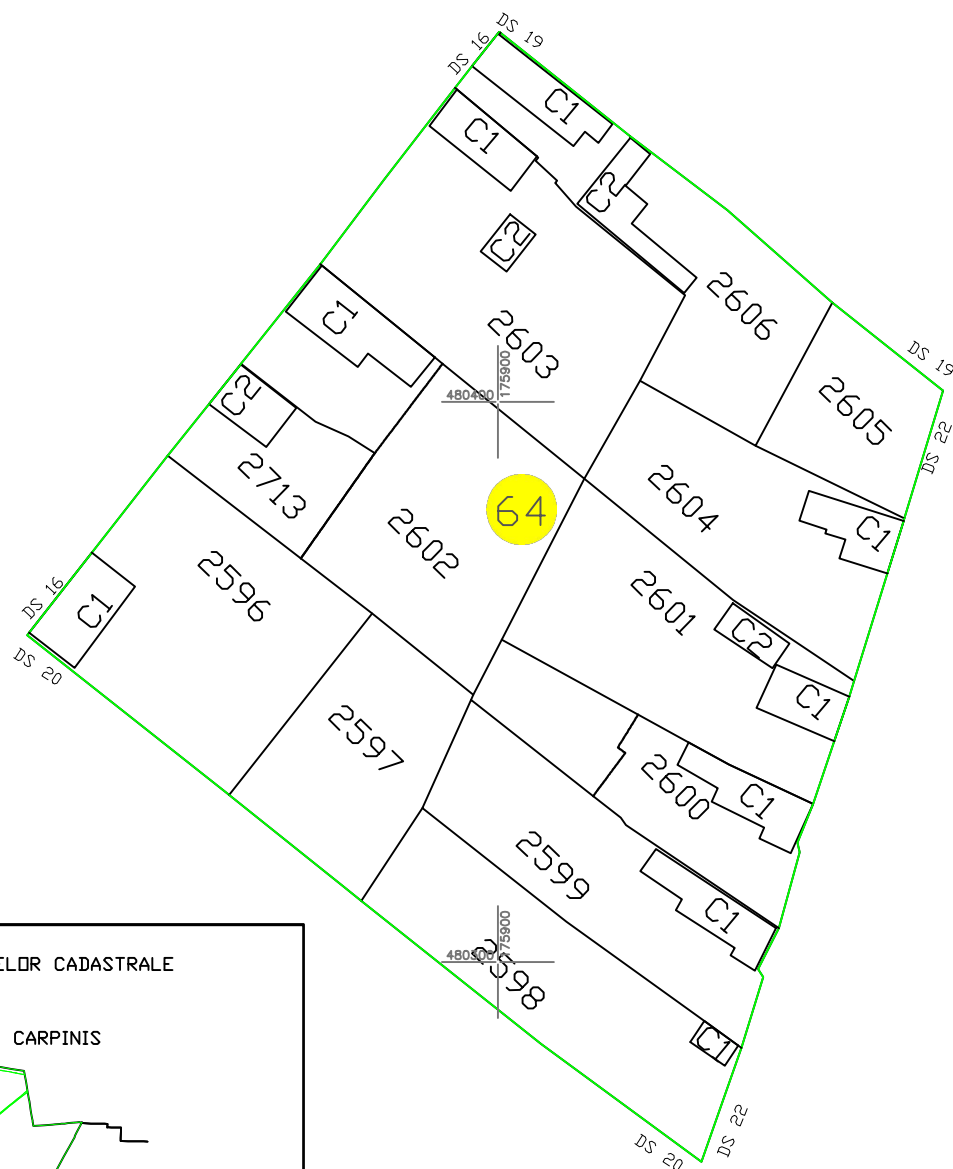 DS 19
DS 16
C1
C1
C2
C2
2606
DS 19
C1
2603
175900
480400
2605
DS 22
C2
2713
2604
64
C1
2602
2596
DS 16
C1
2601
C2
DS 20
C1
2597
2600
C1
2599
C1
175900
480300
2598
ELOR CADASTRALE
CARPINIS
C1
DS 22
DS 20